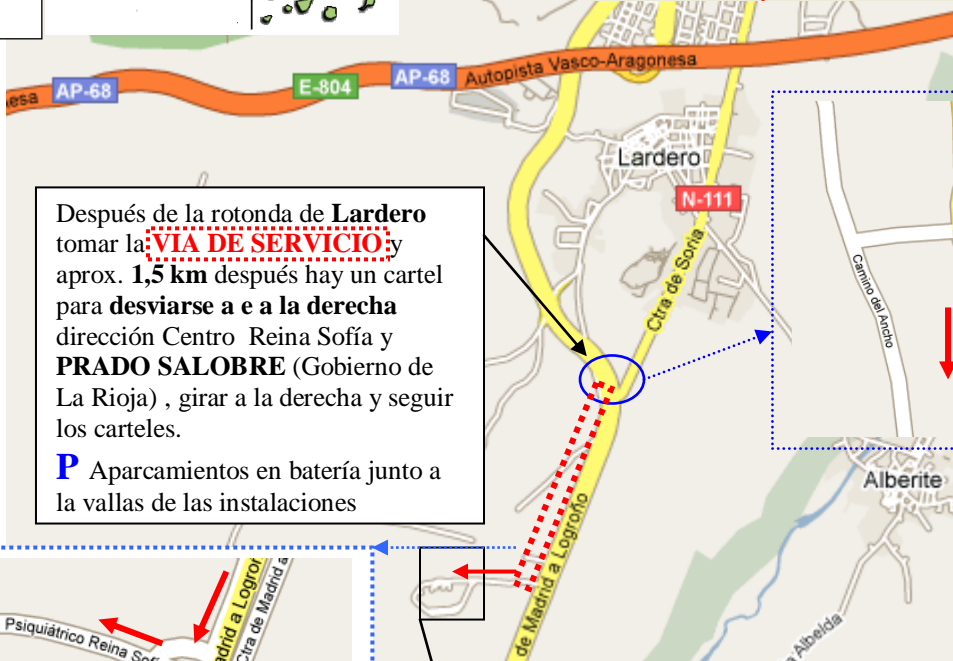 esa
AP-68
E-804
AP-68
Autopista Vasco-Aragonesa
Lardero
N-111
Ctra de Soria
Camino del Ancho
Después de la rotonda de Lardero
tomar la VIA DE SERVICIO y
aprox. 1,5 km después hay un cartel
para desviarse a e a la derecha
dirección Centro Reina Sofía y
PRADO SALOBRE (Gobierno de
La Rioja) , girar a la derecha y seguir
los carteles.
P Aparcamientos en batería junto a
la vallas de las instalaciones
Alberite
de Madrid a Logroño
Psiquiátrico Reina Sofí
adrid a Logroñ
Ctra de Madrid a
a Albelda